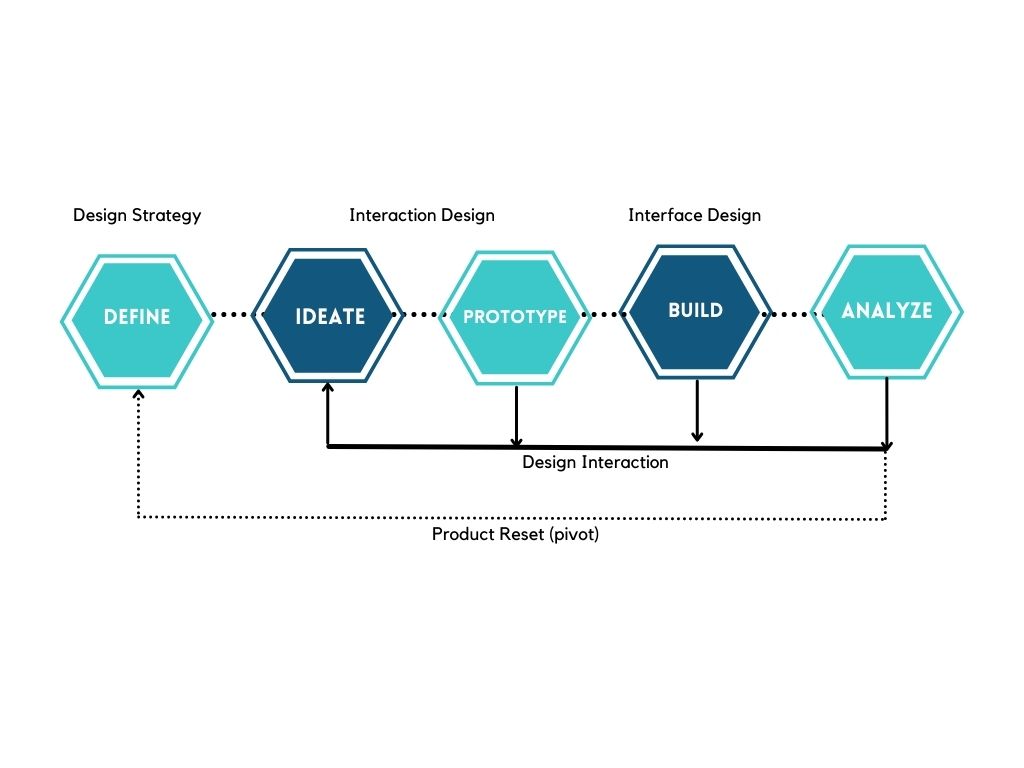 Design Strategy
Interaction Design
Interface Design
DEFINE
IDEATE
PROTOTYPE
BUILD
ANALYZE
Design Interaction
Product Reset (pivot)